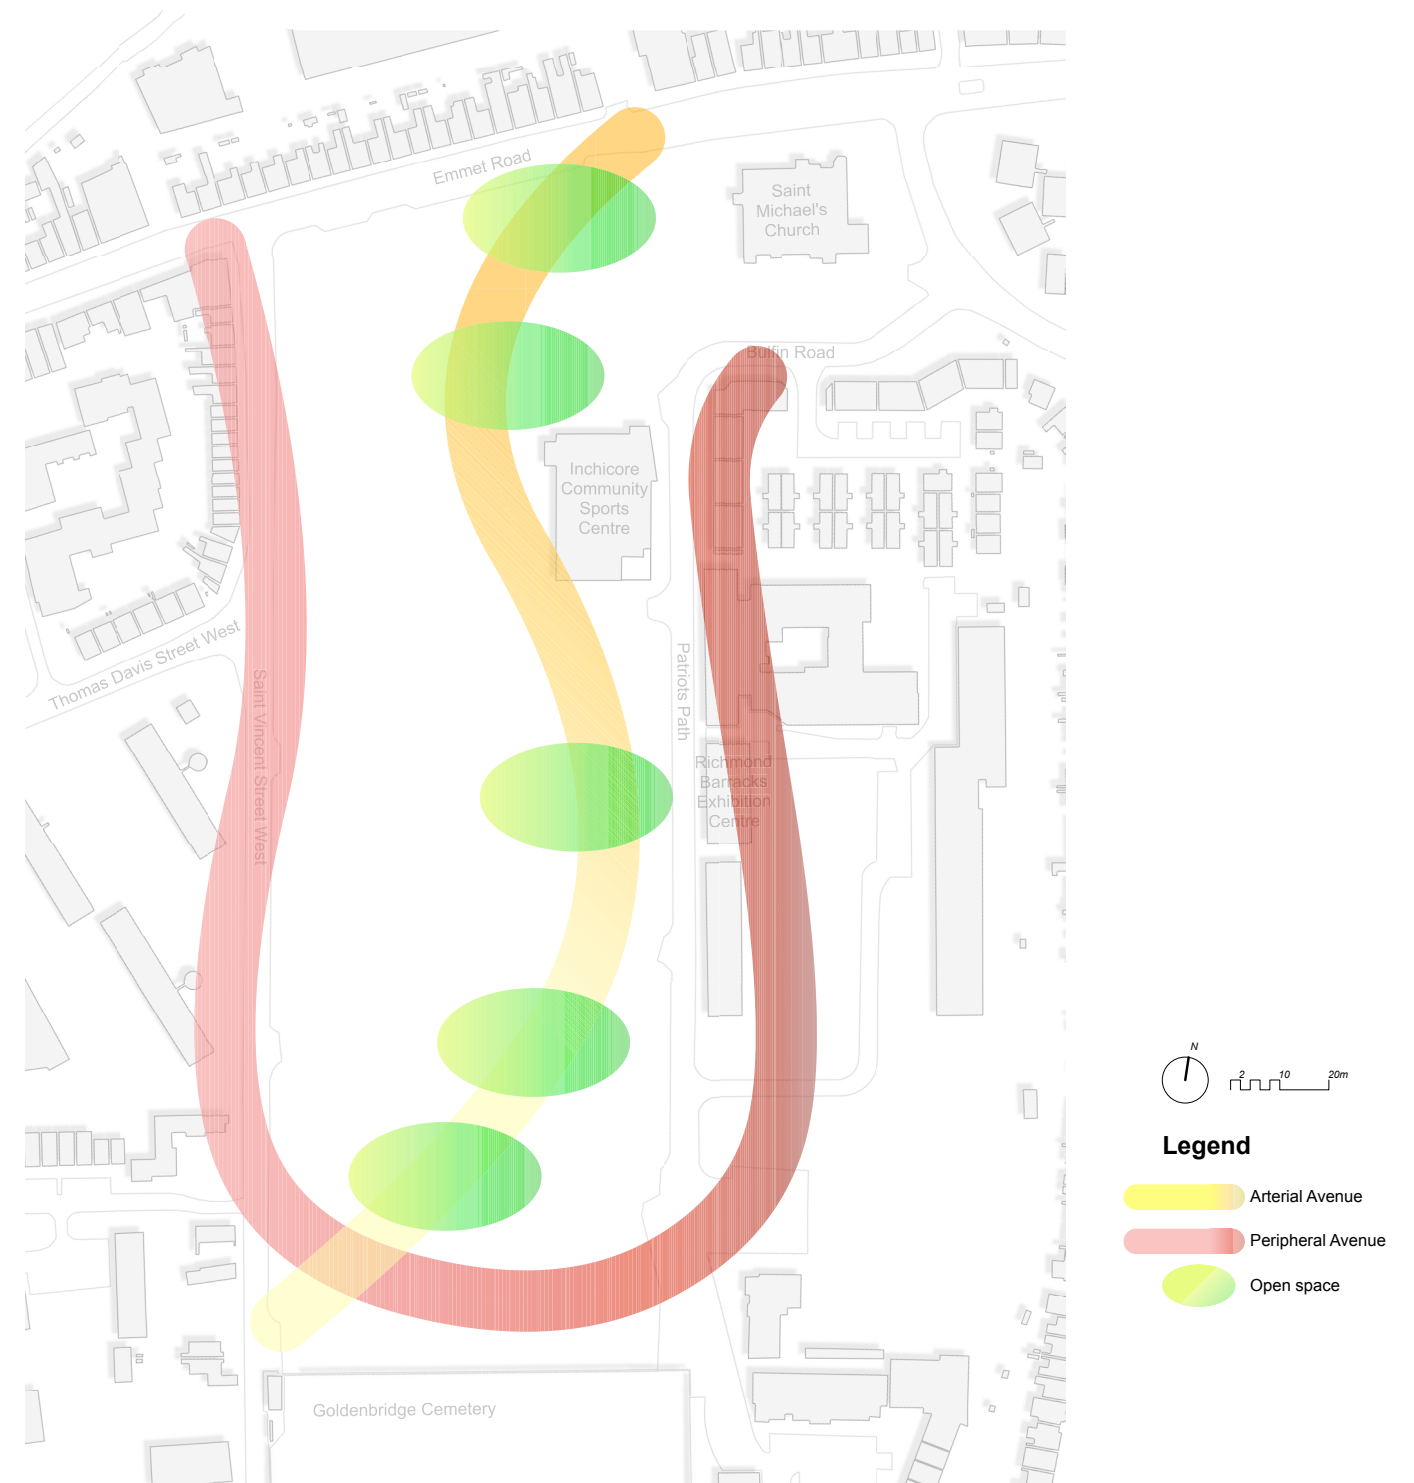 Emmet Road
Saint
Michael's
Church
Bulfin Road
Inchicore
Community
Sports
Centre
Thomas Davis Street West
Saint Vincent Street West
Patriots Path
Richmond
Barracks
Exhibition
Centre
Goldenbridge Cemetery
N
2 10 20m
Legend
Arterial Avenue
Peripheral Avenue
Open space